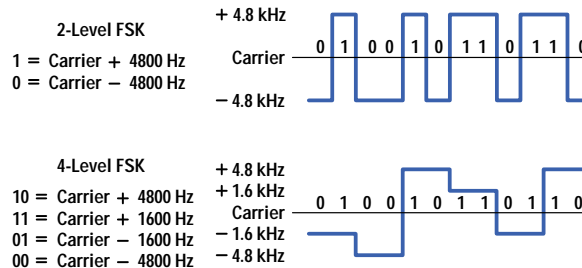 2-Level FSK
1 = Carrier + 4800 Hz
0 = Carrier − 4800 Hz
+ 4.8 kHz
Carrier
− 4.8 kHz
0 1 0 0 1 0 1 1 0 1 1 0
4-Level FSK
10 = Carrier + 4800 Hz
11 = Carrier + 1600 Hz
01 = Carrier − 1600 Hz
00 = Carrier − 4800 Hz
+ 4.8 kHz
+ 1.6 kHz
Carrier
− 1.6 kHz
− 4.8 kHz
0 1 0 0 1 0 1 1 0 1 1 0